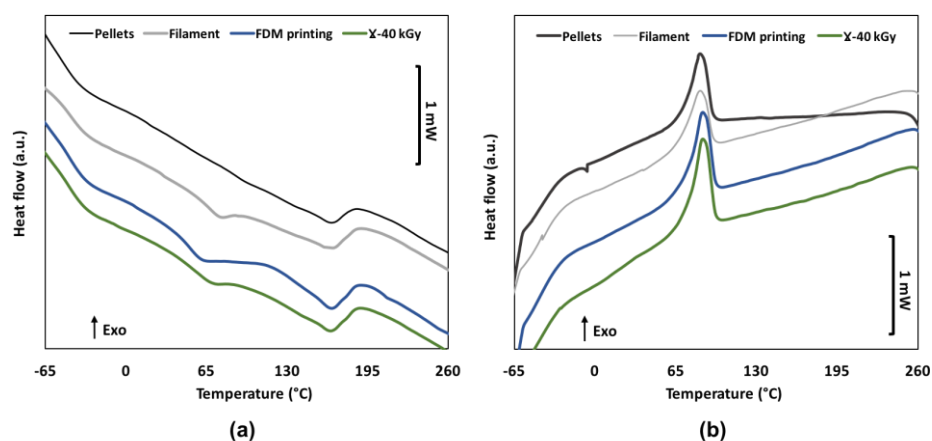 Pellets Filament FDM printing Ɣ-40 kGy
1 mW
Heat flow (a.u.)
Exo
-65 0 65 130 195 260
Temperature (°C)
(a)
Pellets Filament FDM printing Ɣ-40 kGy
Heat flow (a.u.)
1 mW
Exo
-65 0 65 130 195 260
Temperature (°C)
(b)